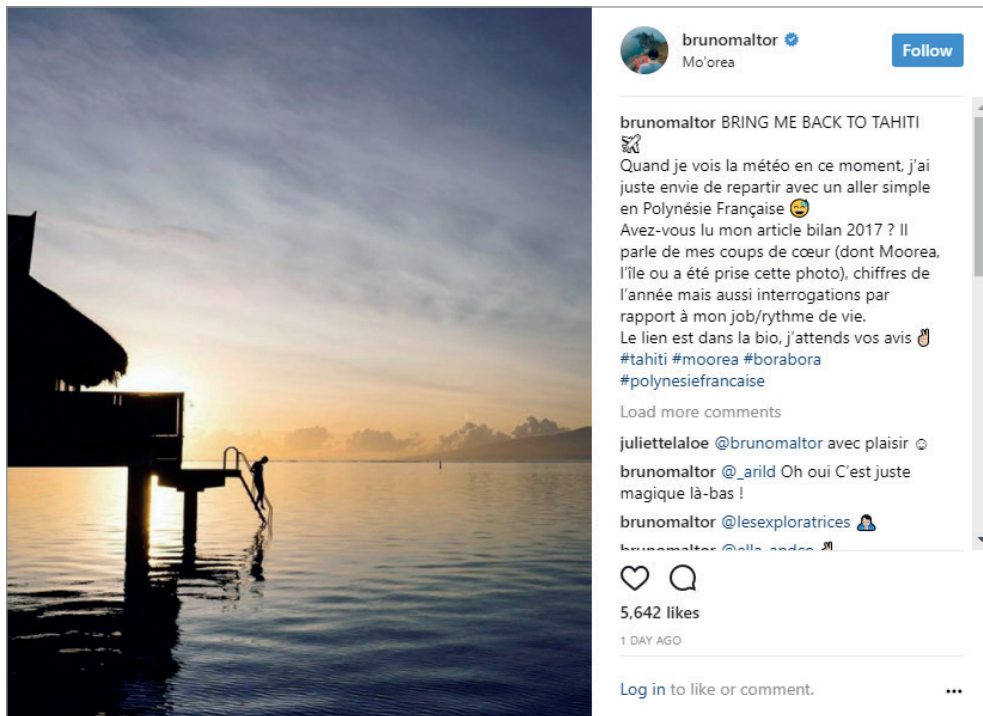 brunomaltor
Mo'orea
Follow
brunomaltor BRING ME BACK TO TAHITI
✈
Quand je vois la météo en ce moment, j'ai
juste envie de repartir avec un aller simple
en Polynésie Française 😅
Avez-vous lu mon article bilan 2017 ? Il
parle de mes coups de cœur (dont Moorea,
l'île ou a été prise cette photo), chiffres de
l'année mais aussi interrogations par
rapport à mon job/rythme de vie.
Le lien est dans la bio, j'attends vos avis ✌🏻
#tahiti #moorea #borabora
#polynesiefrancaise
Load more comments
juliettelaloe @brunomaltor avec plaisir ☺
brunomaltor @_arild Oh oui C'est juste
magique là-bas !
brunomaltor @lesexploratrices 🙇🏻
brunomaltor @ella_andco ✌🏻
5,642 likes
1 DAY AGO
Log in to like or comment.